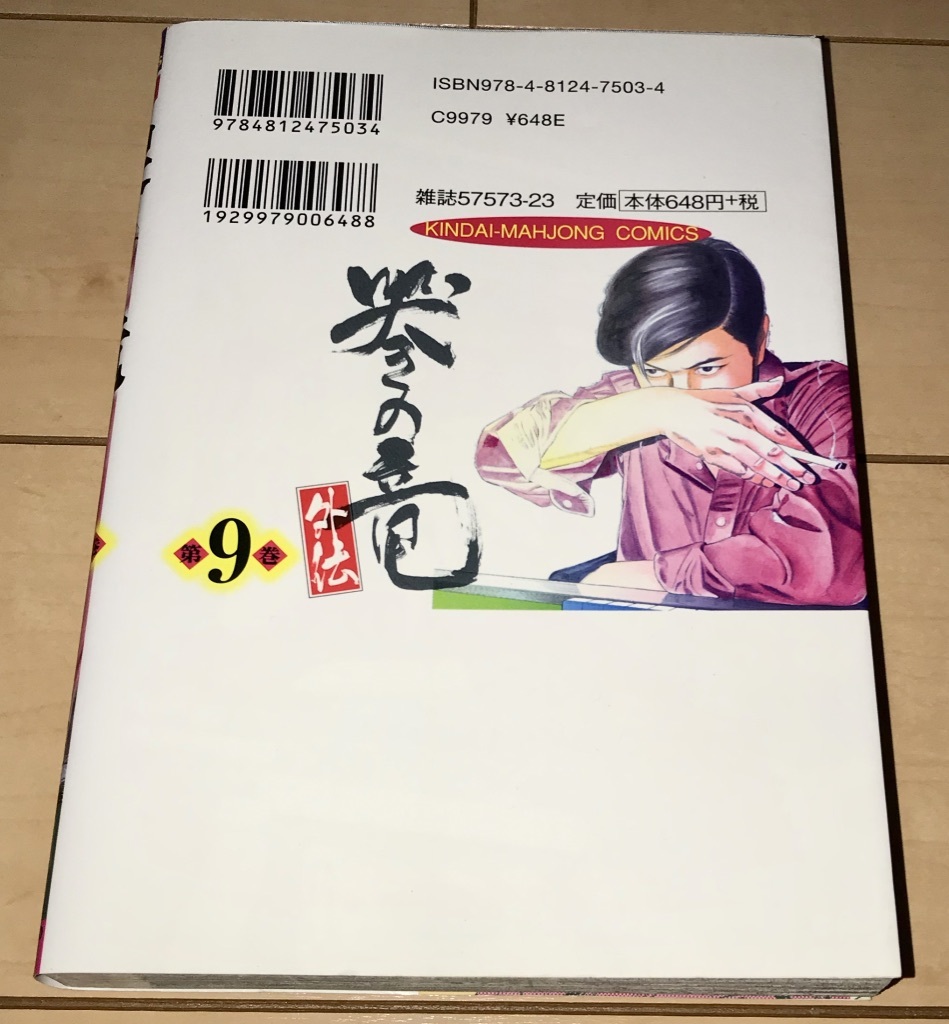 ISBN978-4-8124-7503-4
9784812475034
C9979 ¥648E
雑誌57573-23 定価 本体648円+税
1929979006488
KINDAI-MAHJONG COMICS
哭きの竜
外伝
第9巻